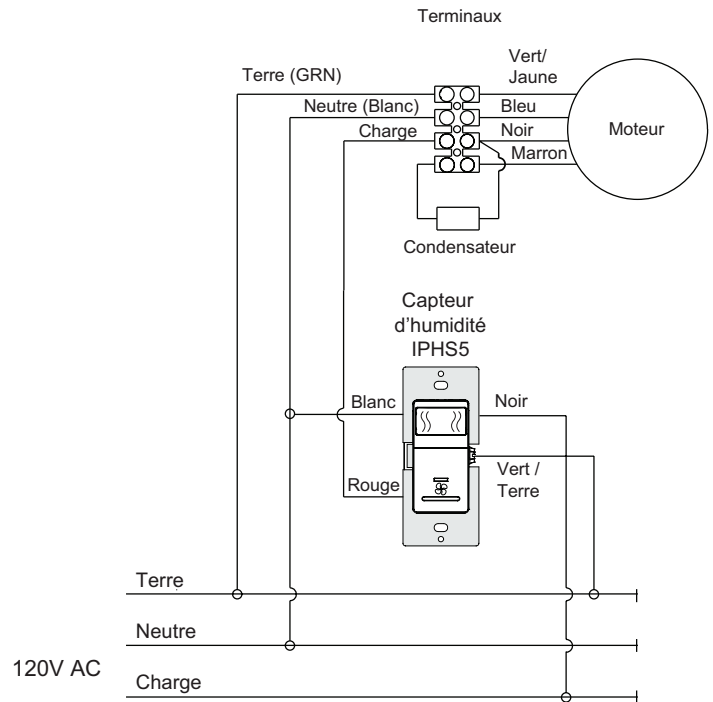 Terminaux
Vert/
Jaune
Terre (GRN)
Neutre (Blanc)
Bleu
Charge
Noir
Moteur
Marron
Condensateur
Capteur
d'humidité
IPHS5
Blanc
Noir
Rouge
Vert /
Terre
Terre
Neutre
120V AC
Charge